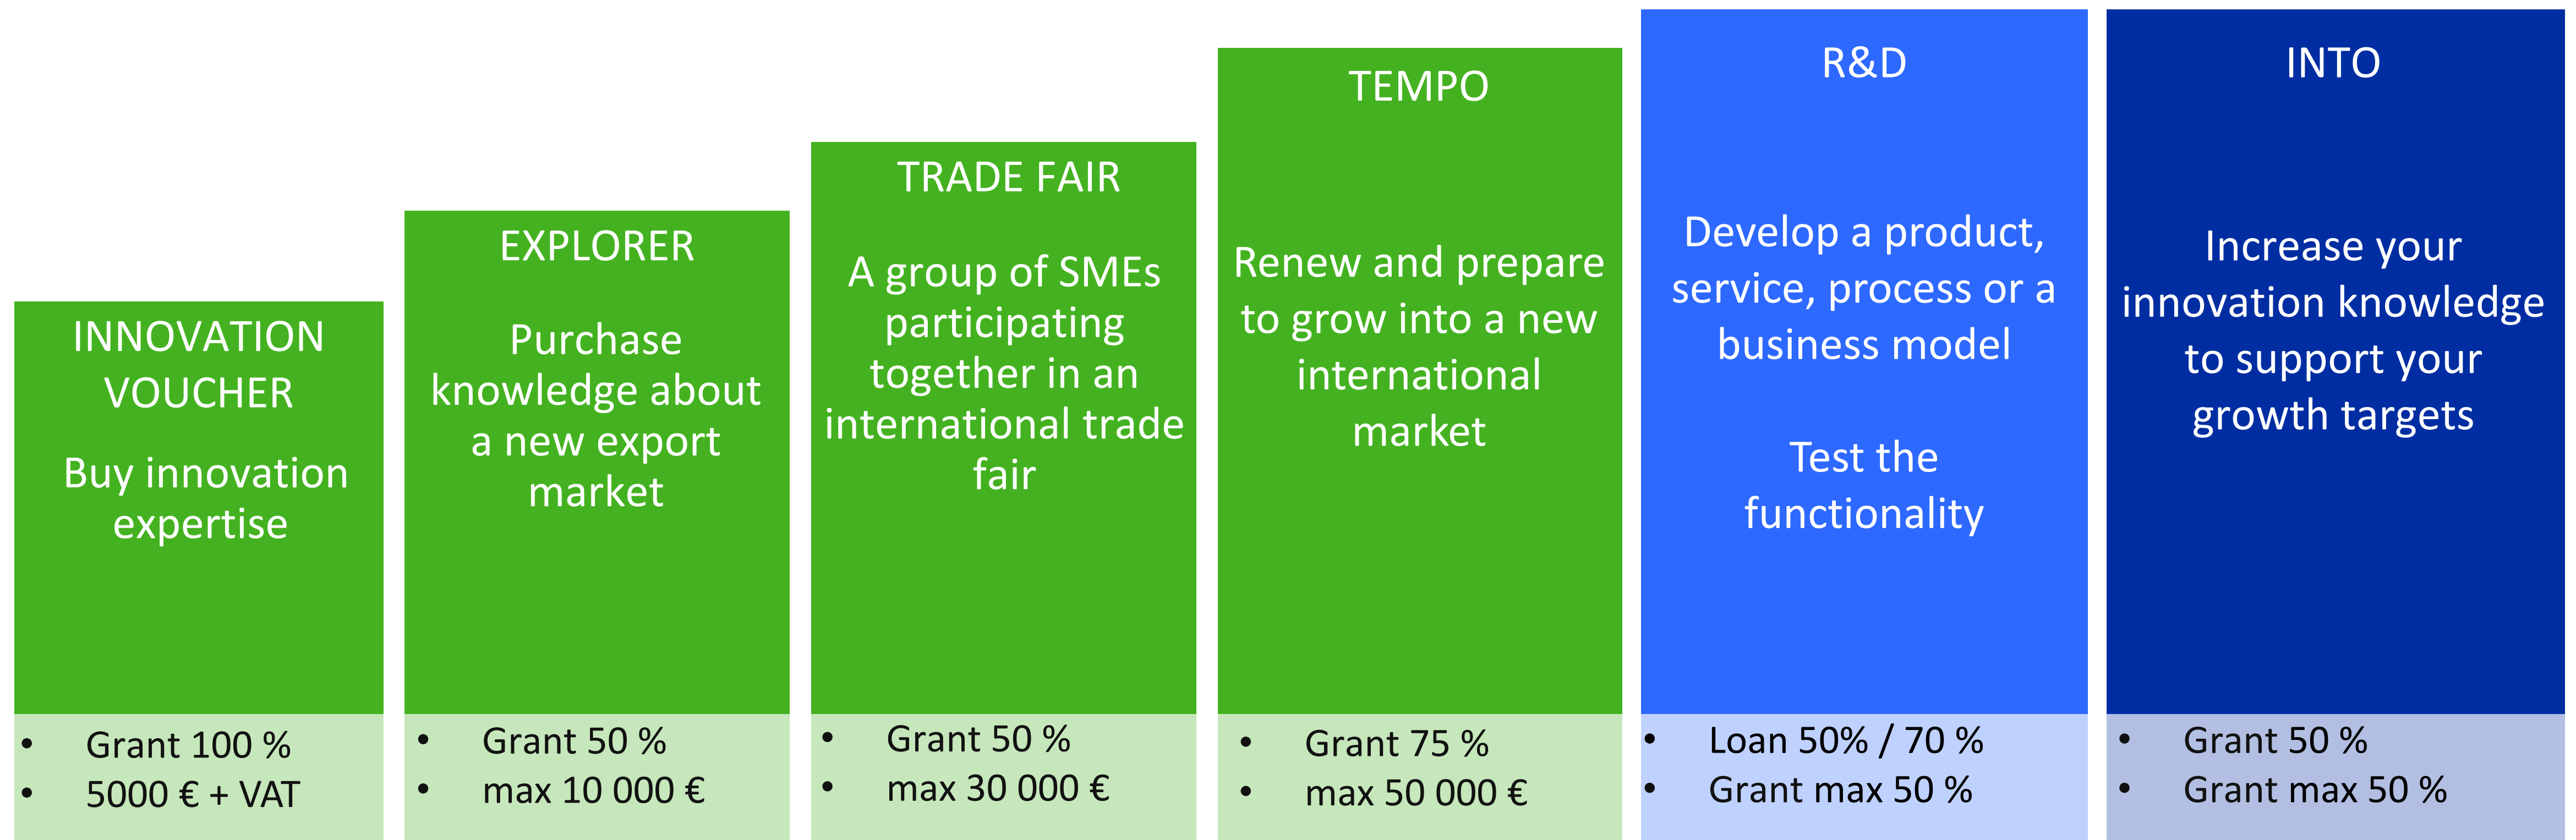 INNOVATION
VOUCHER
Buy innovation
expertise
• Grant 100 %
• 5000 € + VAT
EXPLORER
Purchase
knowledge about
a new export
market
• Grant 50 %
• max 10 000 €
TRADE FAIR
A group of SMEs
participating
together in an
international trade
fair
• Grant 50 %
• max 30 000 €
TEMPO
Renew and prepare
to grow into a new
international
market
• Grant 75 %
• max 50 000 €
R&D
Develop a product,
service, process or a
business model
Test the
functionality
• Loan 50% / 70 %
• Grant max 50 %
INTO
Increase your
innovation knowledge
to support your
growth targets
• Grant 50 %
• Grant max 50 %